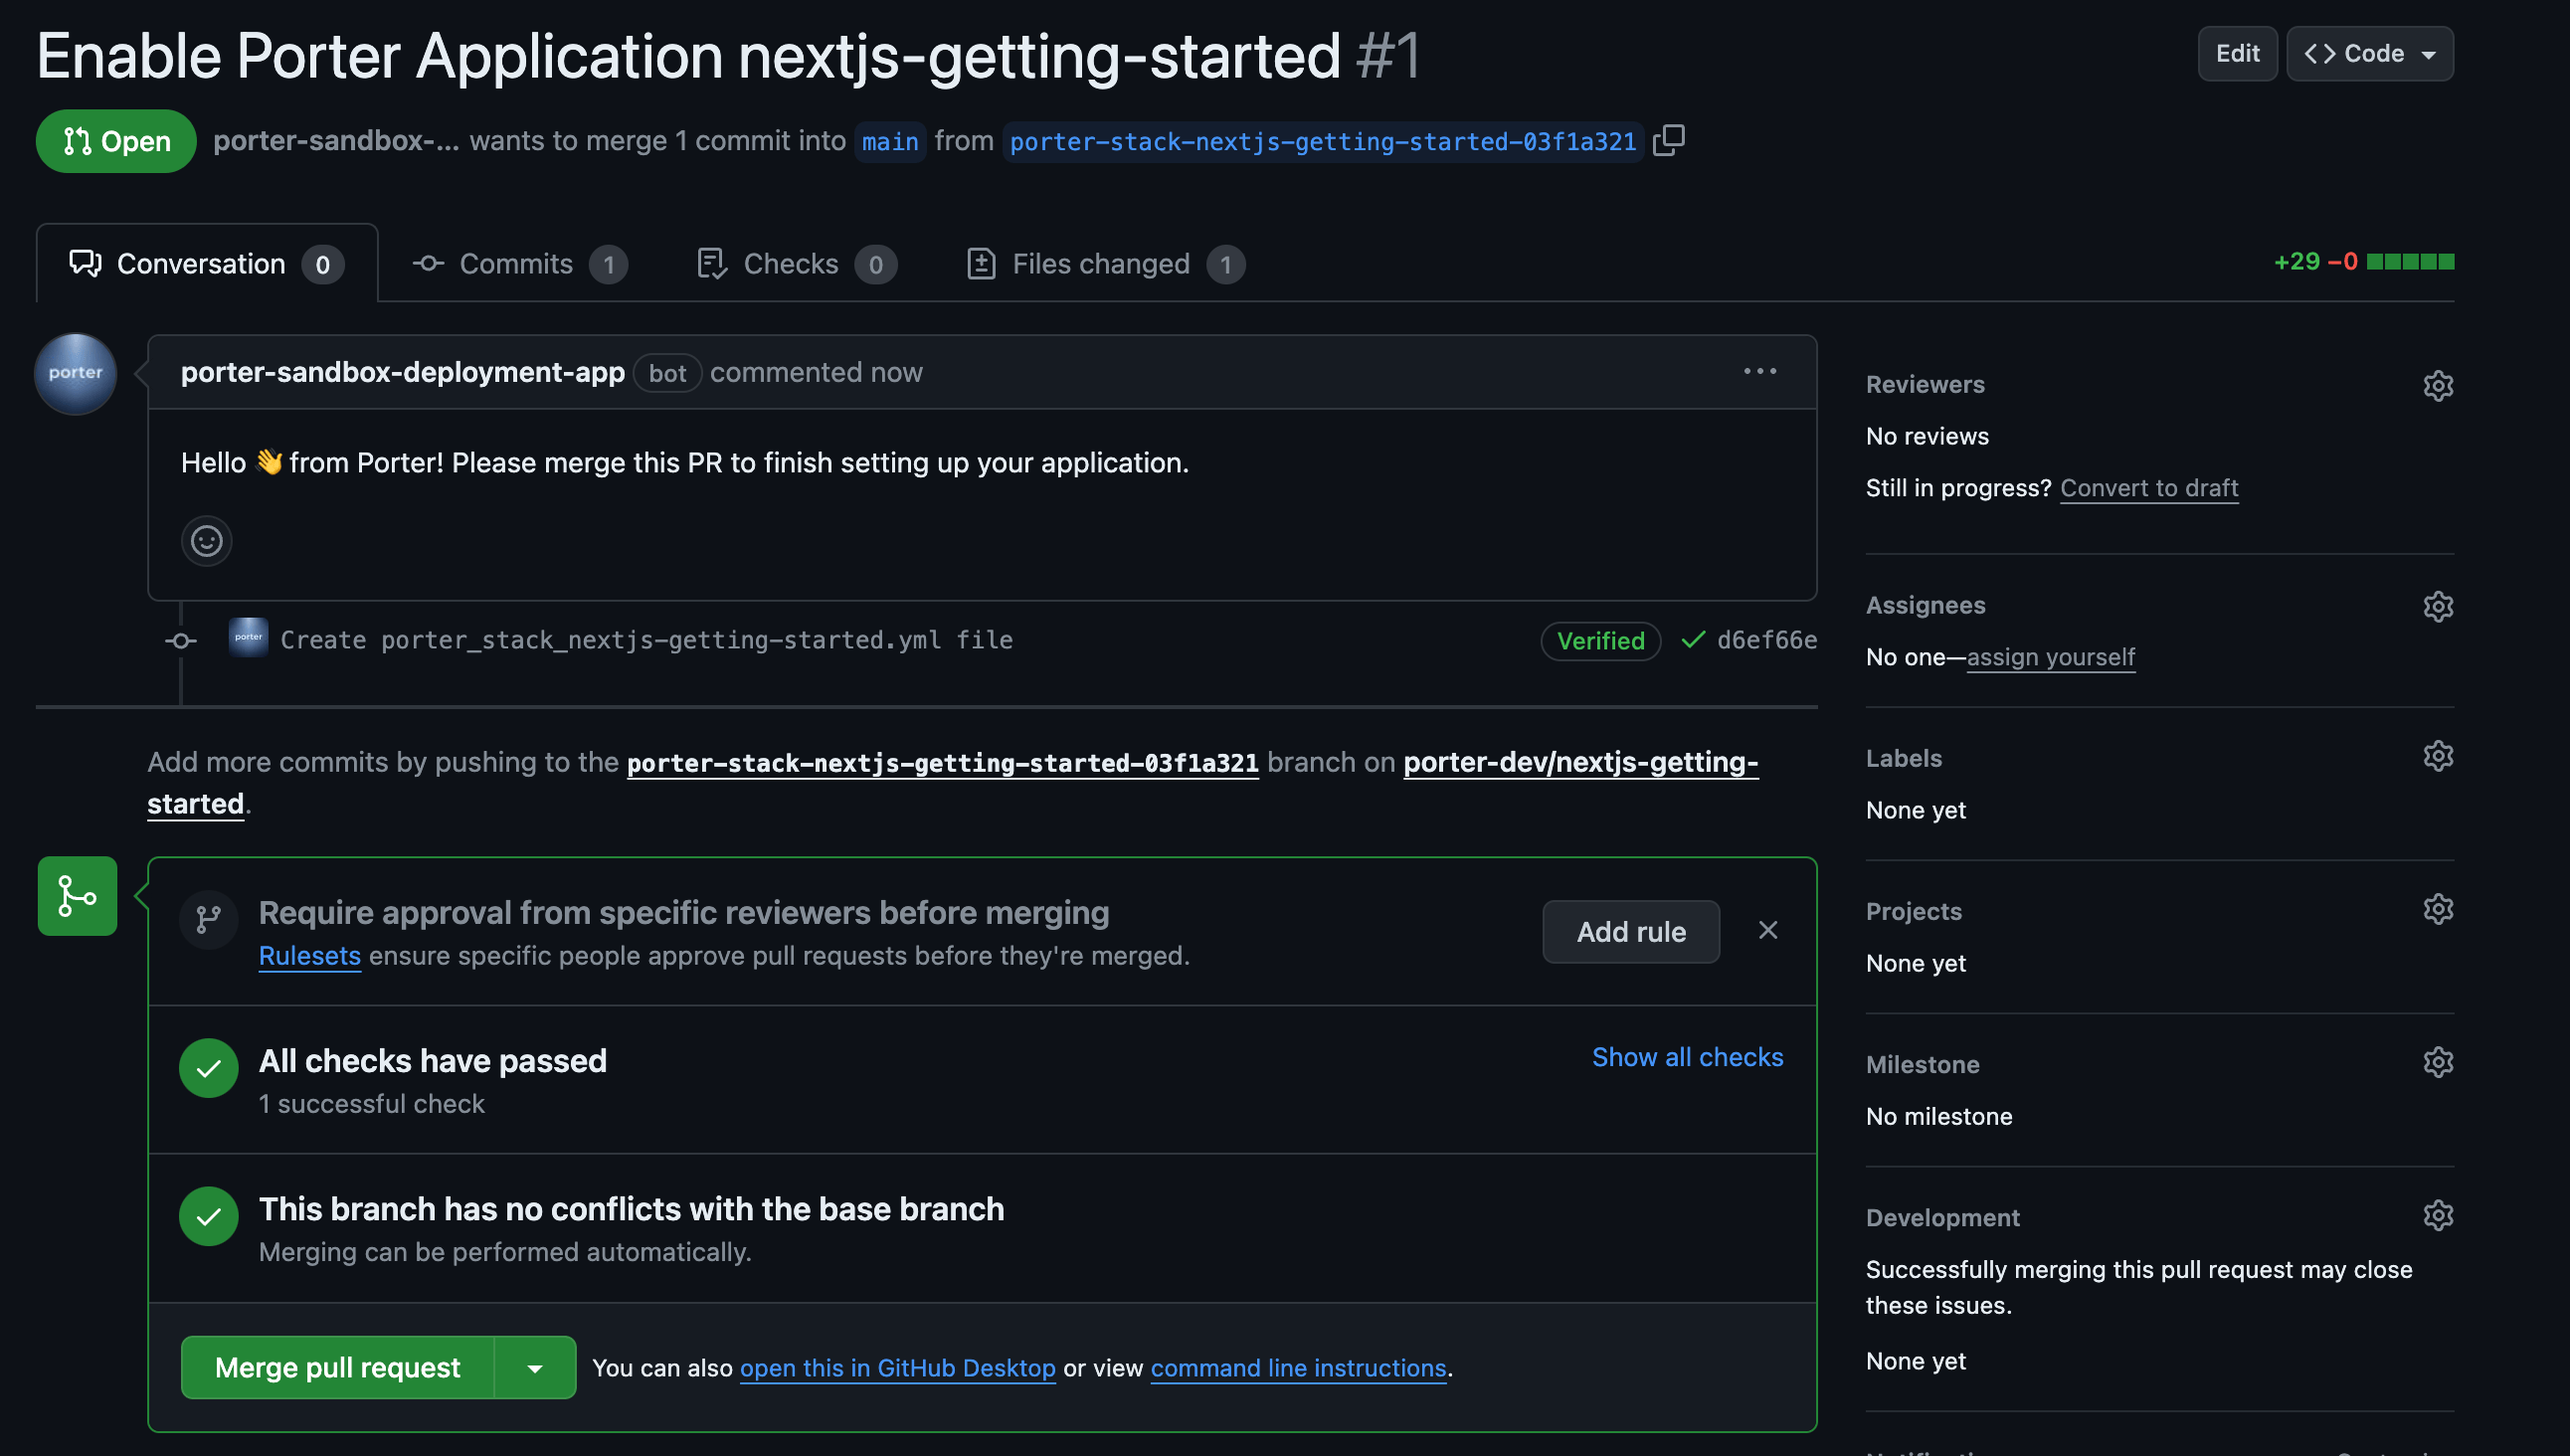 Enable Porter Application nextjs-getting-started #1
Edit
Code
Open
porter-sandbox-... wants to merge 1 commit into main from porter-stack-nextjs-getting-started-03f1a321
Conversation 0
Commits 1
Checks 0
Files changed 1
+29 −0
porter
porter-sandbox-deployment-app bot commented now
Hello 👋 from Porter! Please merge this PR to finish setting up your application.
porter
Create porter_stack_nextjs-getting-started.yml file
Verified
d6ef66e
Add more commits by pushing to the porter-stack-nextjs-getting-started-03f1a321 branch on porter-dev/nextjs-getting-
started.
Require approval from specific reviewers before merging
Rulesets ensure specific people approve pull requests before they're merged.
Add rule
All checks have passed
1 successful check
Show all checks
This branch has no conflicts with the base branch
Merging can be performed automatically.
Merge pull request
You can also open this in GitHub Desktop or view command line instructions.
Reviewers
No reviews
Still in progress? Convert to draft
Assignees
No one—assign yourself
Labels
None yet
Projects
None yet
Milestone
No milestone
Development
Successfully merging this pull request may close
these issues.
None yet